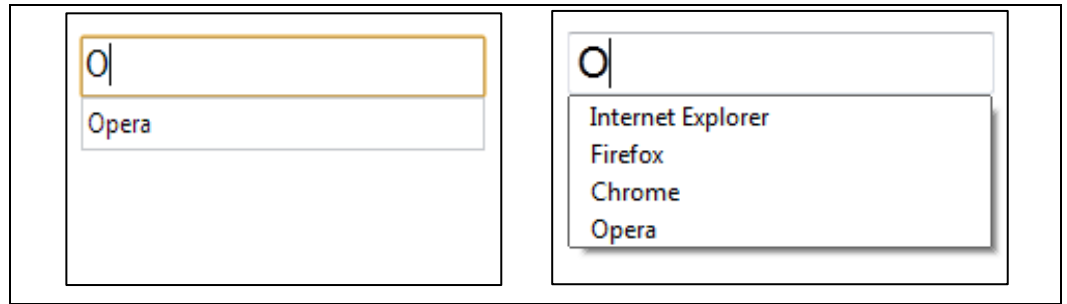 O
Opera
O
Internet Explorer
Firefox
Chrome
Opera